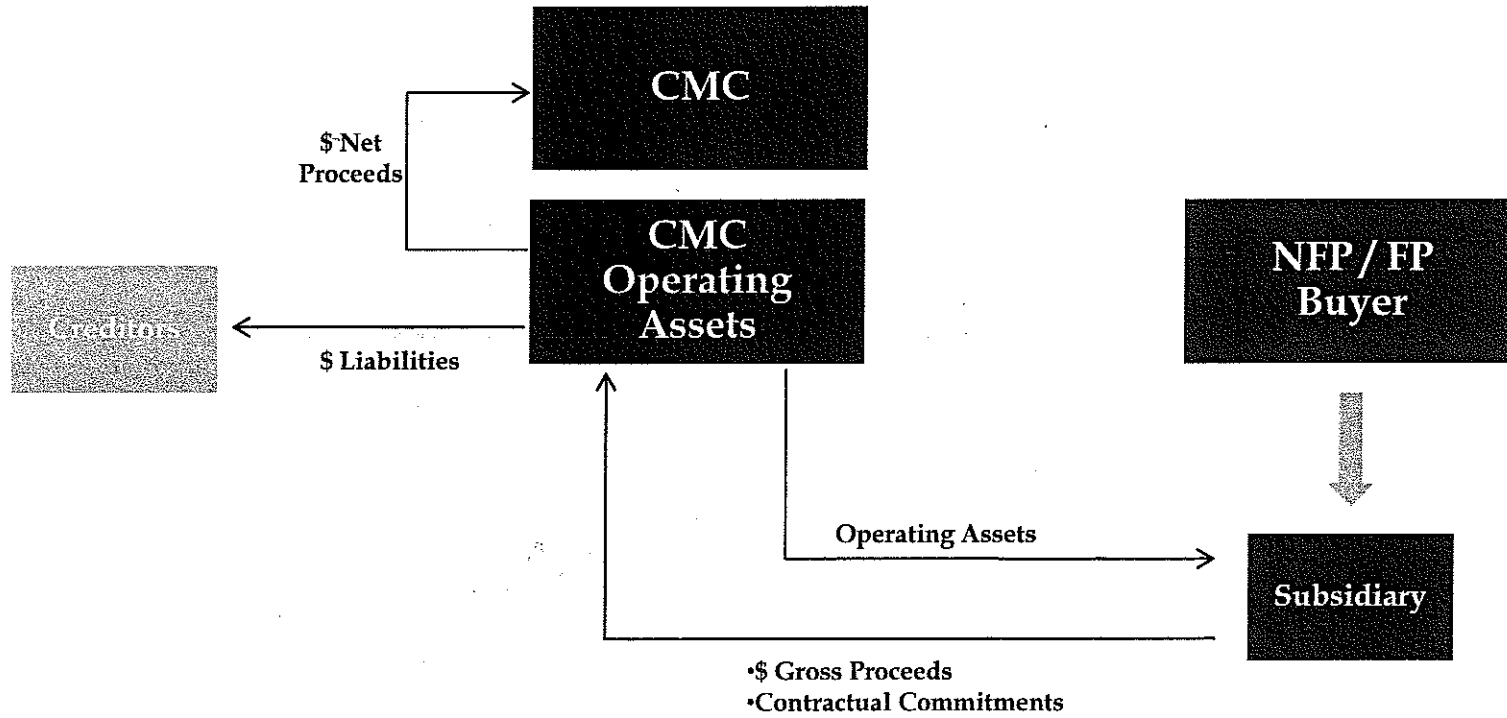 CMC
$ Net
Proceeds
CMC
Operating
Assets
NFP / FP
Buyer
Creditors
$ Liabilities
Operating Assets
Subsidiary
•$ Gross Proceeds
•Contractual Commitments